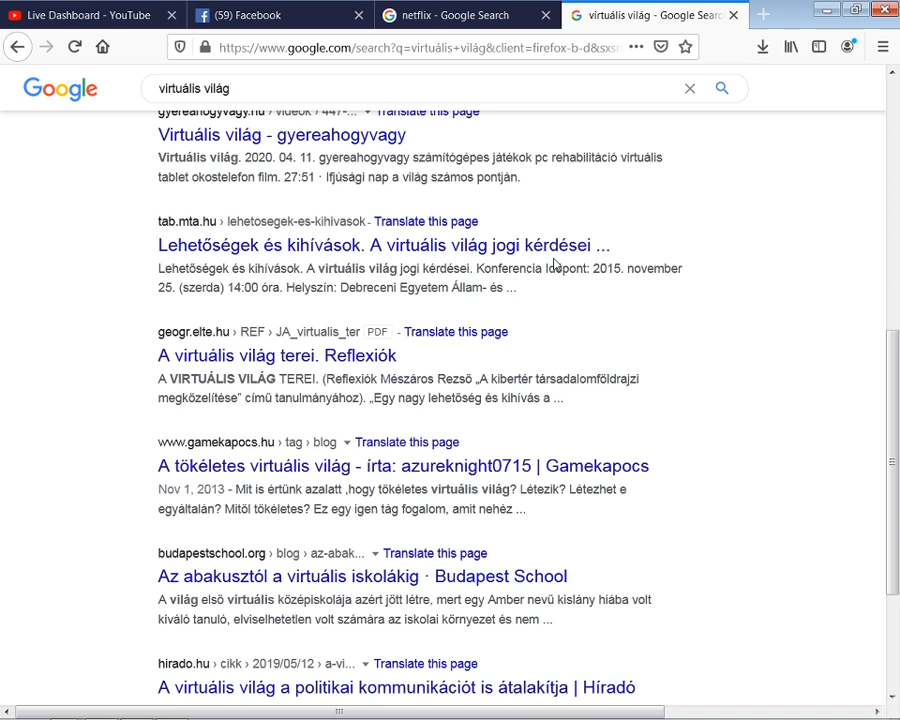 Live Dashboard - YouTube
(59) Facebook
netflix - Google Search
virtuális világ - Google Searc
https://www.google.com/search?q=virtuális+világ&client=firefox-b-d&sxsr
Google
virtuális világ
gyereahogyvagy.hu › videok › 447-... Translate this page
Virtuális világ - gyereahogyvagy
Virtuális világ. 2020. 04. 11. gyereahogyvagy számítógépes játékok pc rehabilitáció virtuális
tablet okostelefon film. 27:51 · Ifjúsági nap a világ számos pontján.
tab.mta.hu › lehetosegek-es-kihivasok - Translate this page
Lehetőségek és kihívások. A virtuális világ jogi kérdései ...
Lehetőségek és kihívások. A virtuális világ jogi kérdései. Konferencia Időpont: 2015. november
25. (szerda) 14:00 óra. Helyszín: Debreceni Egyetem Állam- és ...
geogr.elte.hu › REF › JA_virtualis_ter PDF - Translate this page
A virtuális világ terei. Reflexiók
A VIRTUÁLIS VILÁG TEREI. (Reflexiók Mészáros Rezső „A kibertér társadalomföldrajzi
megközelítése” című tanulmányához). „Egy nagy lehetőség és kihívás a ...
www.gamekapocs.hu › tag › blog Translate this page
A tökéletes virtuális világ - írta: azureknight0715 | Gamekapocs
Nov 1, 2013 - Mit is értünk azalatt ,hogy tökéletes virtuális világ? Létezik? Létezhet e
egyáltalán? Mitöl tökéletes? Ez egy igen tág fogalom, amit nehéz ...
budapestschool.org › blog › az-abak... Translate this page
Az abakusztól a virtuális iskolákig · Budapest School
A világ első virtuális középiskolája azért jött létre, mert egy Amber nevű kislány hiába volt
kiváló tanuló, elviselhetetlen volt számára az iskolai környezet és nem ...
hirado.hu › cikk › 2019/05/12 › a-vi... Translate this page
A virtuális világ a politikai kommunikációt is átalakítja | Híradó